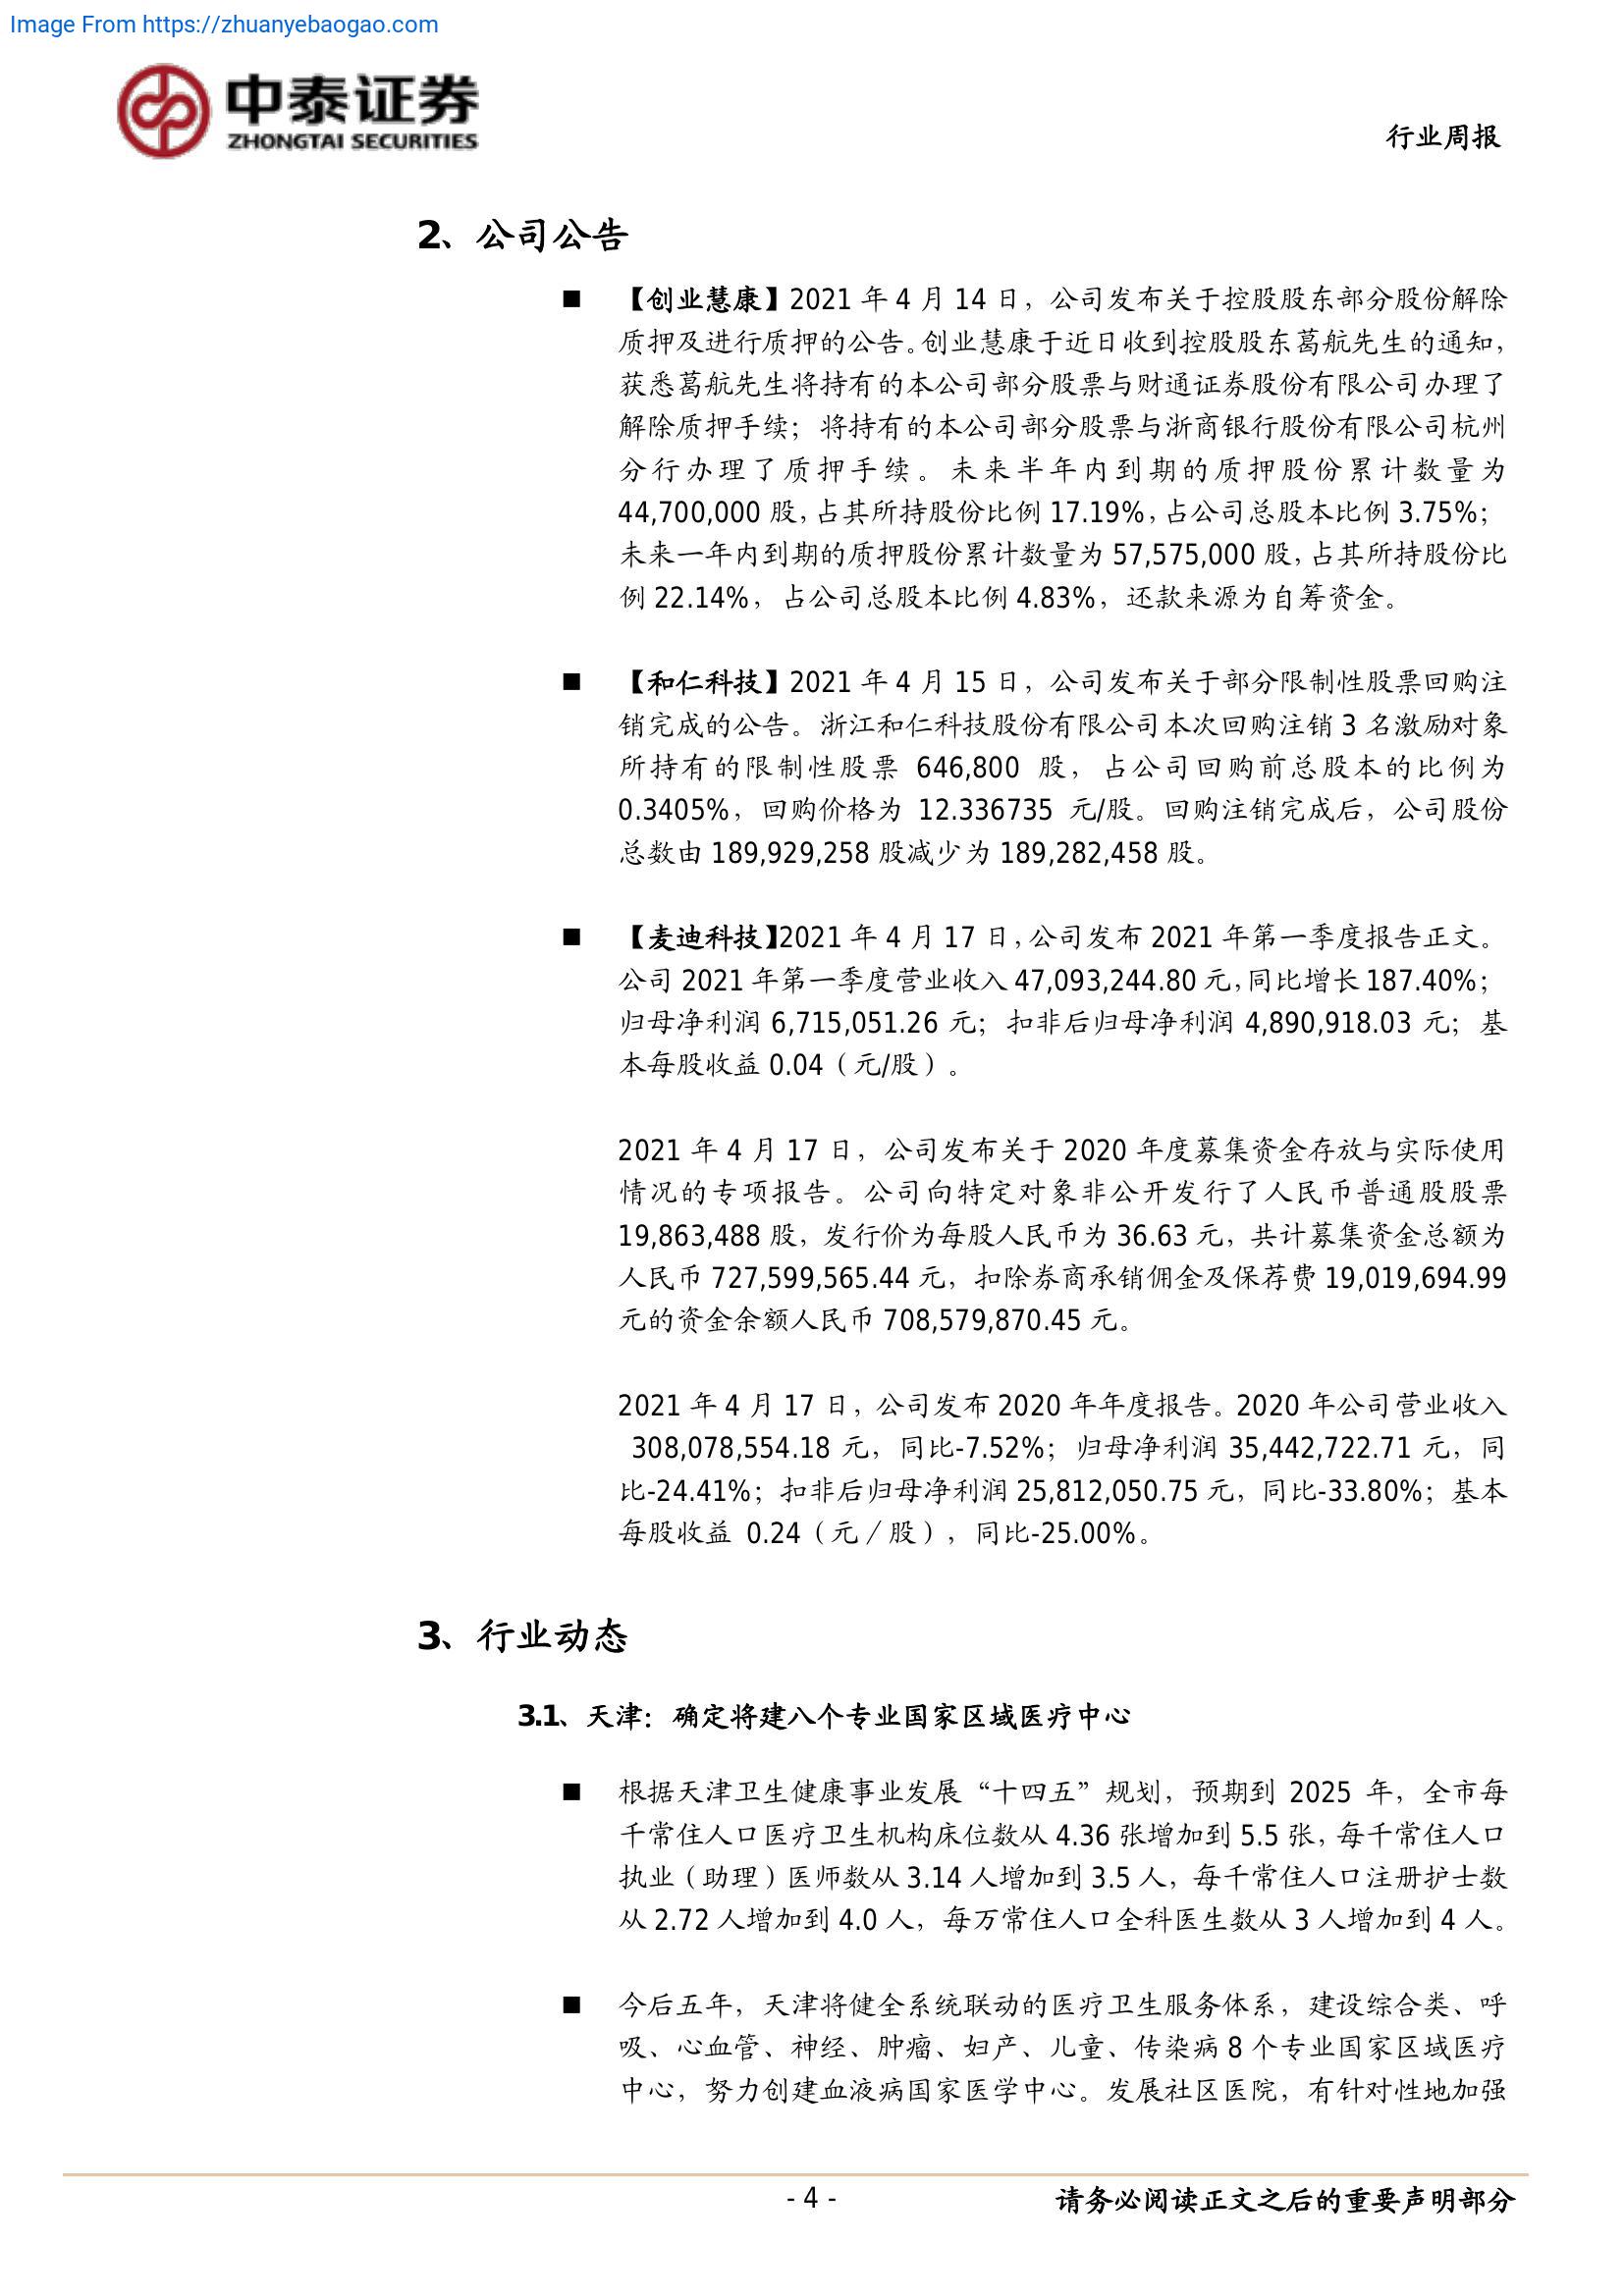 Image From https://zhuanyebaogao.com
中泰证券
ZHONGTAI SECURITIES
行业周报
2、公司公告
■ 【创业慧康】2021 年 4 月 14 日，公司发布关于控股股东部分股份解除
质押及进行质押的公告。创业慧康于近日收到控股股东葛航先生的通知，
获悉葛航先生将持有的本公司部分股票与财通证券股份有限公司办理了
解除质押手续；将持有的本公司部分股票与浙商银行股份有限公司杭州
分行办理了质押手续。未来半年内到期的质押股份累计数量为
44,700,000 股，占其所持股份比例 17.19%，占公司总股本比例 3.75%；
未来一年内到期的质押股份累计数量为 57,575,000 股，占其所持股份比
例 22.14%，占公司总股本比例 4.83%，还款来源为自筹资金。
■ 【和仁科技】2021 年 4 月 15 日，公司发布关于部分限制性股票回购注
销完成的公告。浙江和仁科技股份有限公司本次回购注销 3 名激励对象
所持有的限制性股票 646,800 股，占公司回购前总股本的比例为
0.3405%，回购价格为 12.336735 元/股。回购注销完成后，公司股份
总数由 189,929,258 股减少为 189,282,458 股。
■ 【麦迪科技】2021 年 4 月 17 日，公司发布 2021 年第一季度报告正文。
公司 2021 年第一季度营业收入 47,093,244.80 元，同比增长 187.40%；
归母净利润 6,715,051.26 元；扣非后归母净利润 4,890,918.03 元；基
本每股收益 0.04（元/股）。
2021 年 4 月 17 日，公司发布关于 2020 年度募集资金存放与实际使用
情况的专项报告。公司向特定对象非公开发行了人民币普通股股票
19,863,488 股，发行价为每股人民币为 36.63 元，共计募集资金总额为
人民币 727,599,565.44 元，扣除券商承销佣金及保荐费 19,019,694.99
元的资金余额人民币 708,579,870.45 元。
2021 年 4 月 17 日，公司发布 2020 年年度报告。2020 年公司营业收入
308,078,554.18 元，同比-7.52%；归母净利润 35,442,722.71 元，同
比-24.41%；扣非后归母净利润 25,812,050.75 元，同比-33.80%；基本
每股收益 0.24（元／股），同比-25.00%。
3、行业动态
3.1、天津：确定将建八个专业国家区域医疗中心
■ 根据天津卫生健康事业发展“十四五”规划，预期到 2025 年，全市每
千常住人口医疗卫生机构床位数从 4.36 张增加到 5.5 张，每千常住人口
执业（助理）医师数从 3.14 人增加到 3.5 人，每千常住人口注册护士数
从 2.72 人增加到 4.0 人，每万常住人口全科医生数从 3 人增加到 4 人。
■ 今后五年，天津将健全系统联动的医疗卫生服务体系，建设综合类、呼
吸、心血管、神经、肿瘤、妇产、儿童、传染病 8 个专业国家区域医疗
中心，努力创建血液病国家医学中心。发展社区医院，有针对性地加强
- 4 -
请务必阅读正文之后的重要声明部分